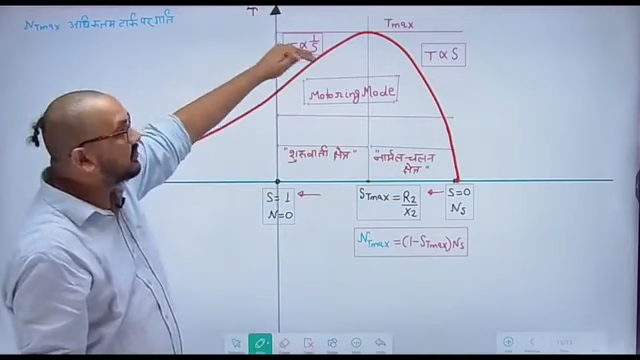 NTmax अधिकतम टार्क पर गति
T
Tmax
T∝1/S
T∝S
Motoring Mode
"शुरूवाती क्षेत्र"
"नार्मल-चलन
क्षेत्र"
S=1
N=0
STmax=R2/X2
S=0
NS
NTmax=(1-STmax)NS